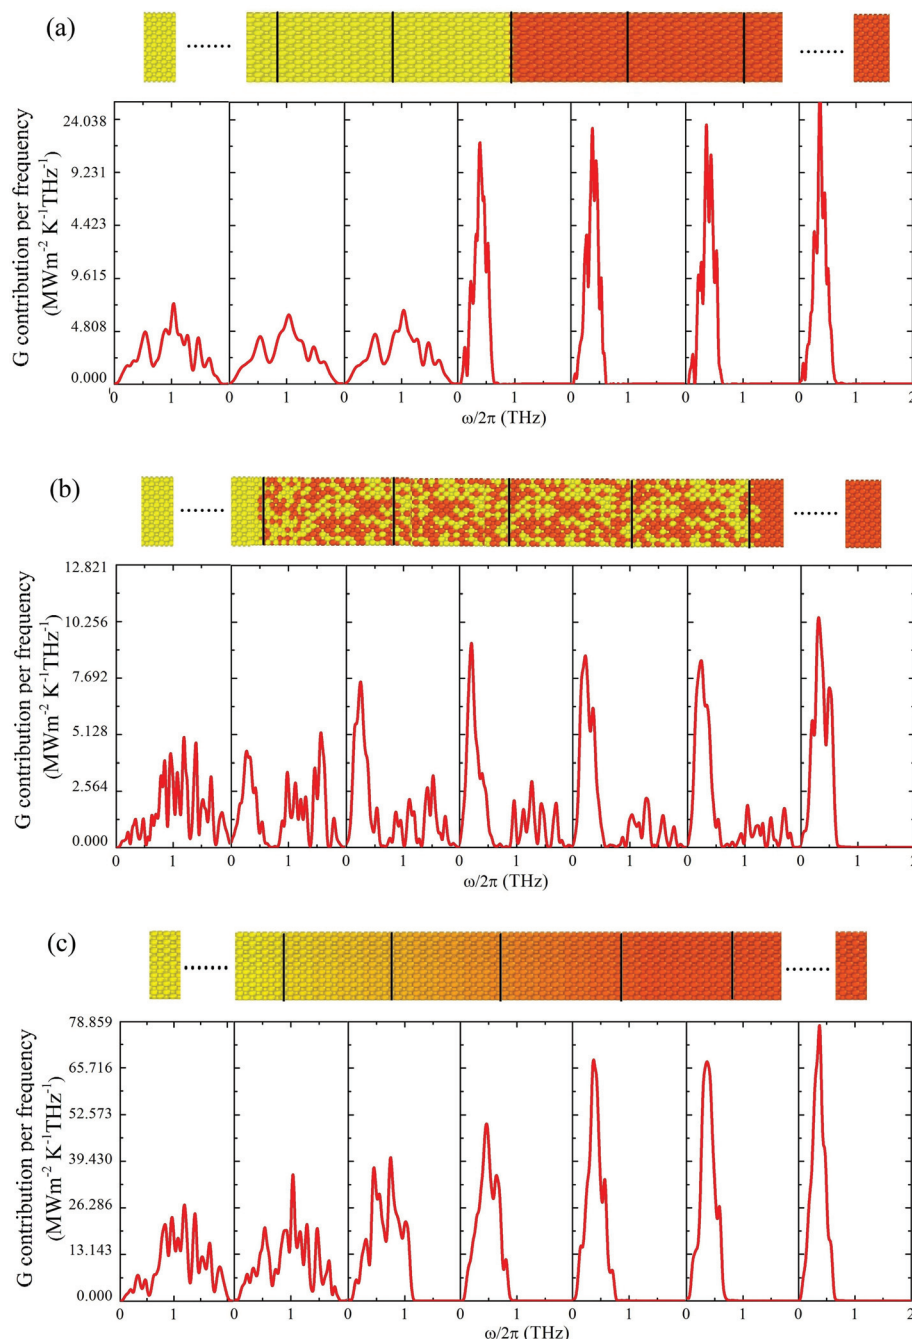 (a)
G contribution per frequency
(MWm⁻² K⁻¹THz⁻¹)
24.038
9.231
4.423
9.615
4.808
0.000
0 1 0 1 0 1 0 1 0 1 0 1 0 1 2
ω/2π (THz)
(b)
G contribution per frequency
(MWm⁻² K⁻¹THz⁻¹)
12.821
10.256
7.692
5.128
2.564
0.000
0 1 0 1 0 1 0 1 0 1 0 1 0 1 2
ω/2π (THz)
(c)
G contribution per frequency
(MWm⁻² K⁻¹THz⁻¹)
78.859
65.716
52.573
39.430
26.286
13.143
0.000
0 1 0 1 0 1 0 1 0 1 0 1 0 1 2
ω/2π (THz)